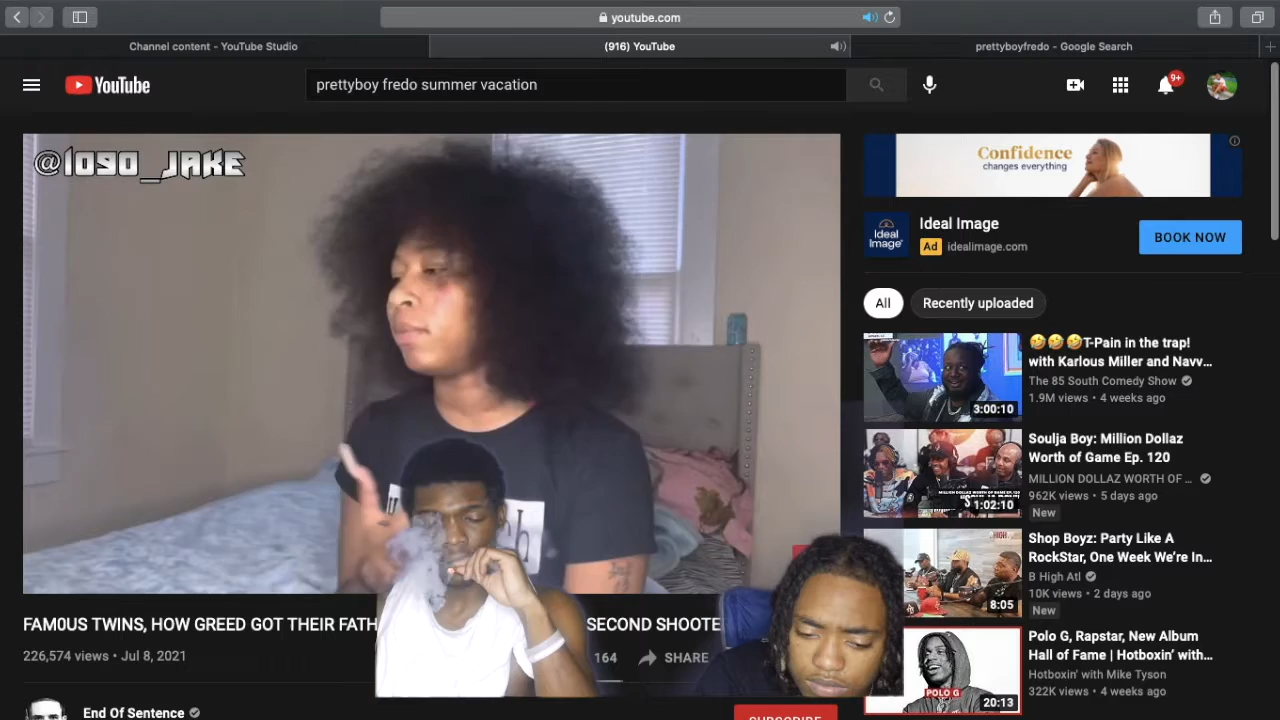 youtube.com
Channel content - YouTube Studio
(916) YouTube
prettyboyfredo - Google Search
YouTube
prettyboy fredo summer vacation
9+
@1090_JAKE
Confidence
changes everything
Ideal Image
Ideal Image
Ad idealimage.com
BOOK NOW
All
Recently uploaded
🤣🤣🤣T-Pain in the trap!
with Karlous Miller and Navv...
The 85 South Comedy Show
1.9M views • 4 weeks ago
3:00:10
Soulja Boy: Million Dollaz
Worth of Game Ep. 120
MILLION DOLLAZ WORTH OF ...
962K views • 5 days ago
New
1:02:10
Shop Boyz: Party Like A
RockStar, One Week We're In...
B High Atl
10K views • 2 days ago
New
8:05
Polo G, Rapstar, New Album
Hall of Fame | Hotboxin' with...
Hotboxin' with Mike Tyson
322K views • 4 weeks ago
POLO G
20:13
FAM0US TWINS, HOW GREED GOT THEIR FATH
SECOND SHOOTE
226,574 views • Jul 8, 2021
164
SHARE
End Of Sentence
SUBSCRIBE